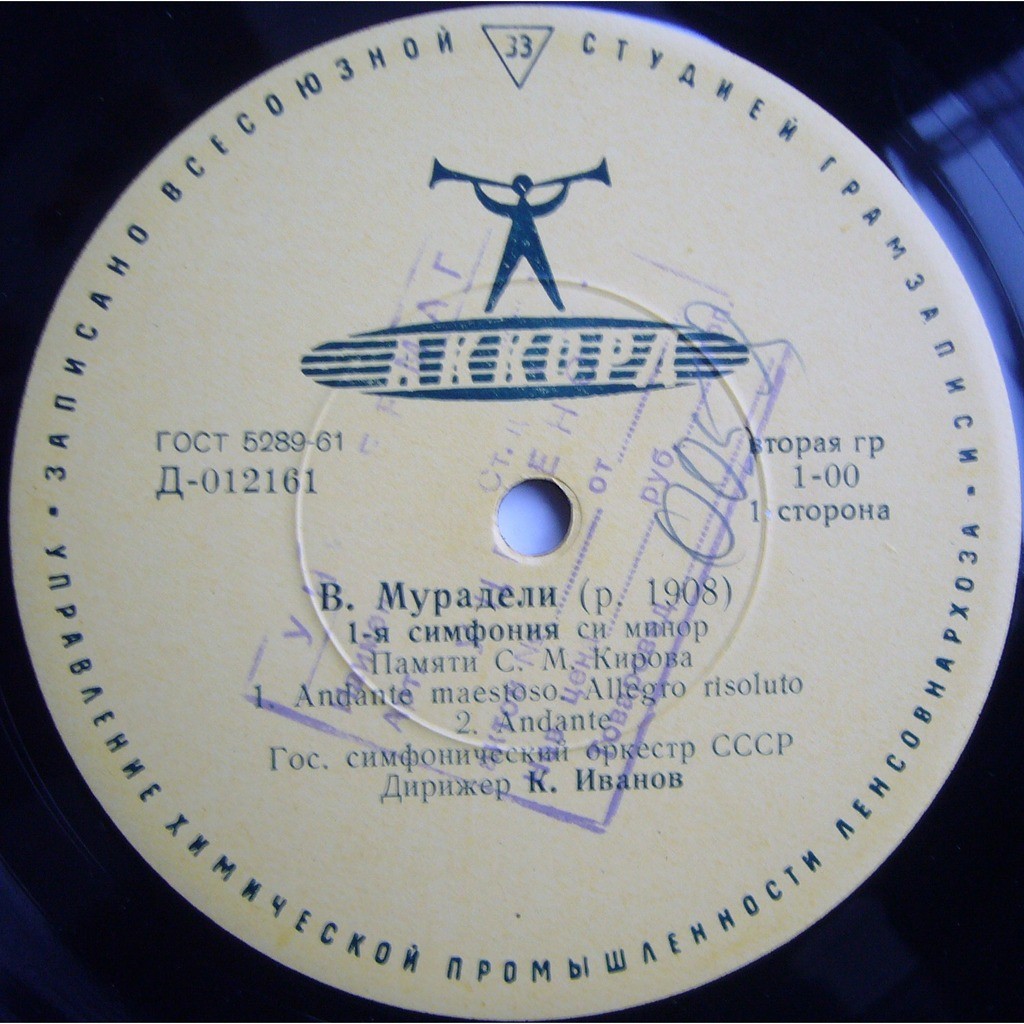 ЗАПИСАНО ВСЕСОЮЗНОЙ СТУДИЕЙ ГРАМЗАПИСИ
33
АККОРД
ГОСТ 5289-61
Д-012161
вторая гр
1-00
1 сторона
В. Мурадели (р. 1908)
1-я симфония си минор
Памяти С. М. Кирова
1. Andante maestoso. Allegro risoluto
2. Andante
Гос. симфонический оркестр СССР
Дирижер К. Иванов
УПРАВЛЕНИЕ ХИМИЧЕСКОЙ ПРОМЫШЛЕННОСТИ ЛЕНСОВНАРХОЗА
от
руб.